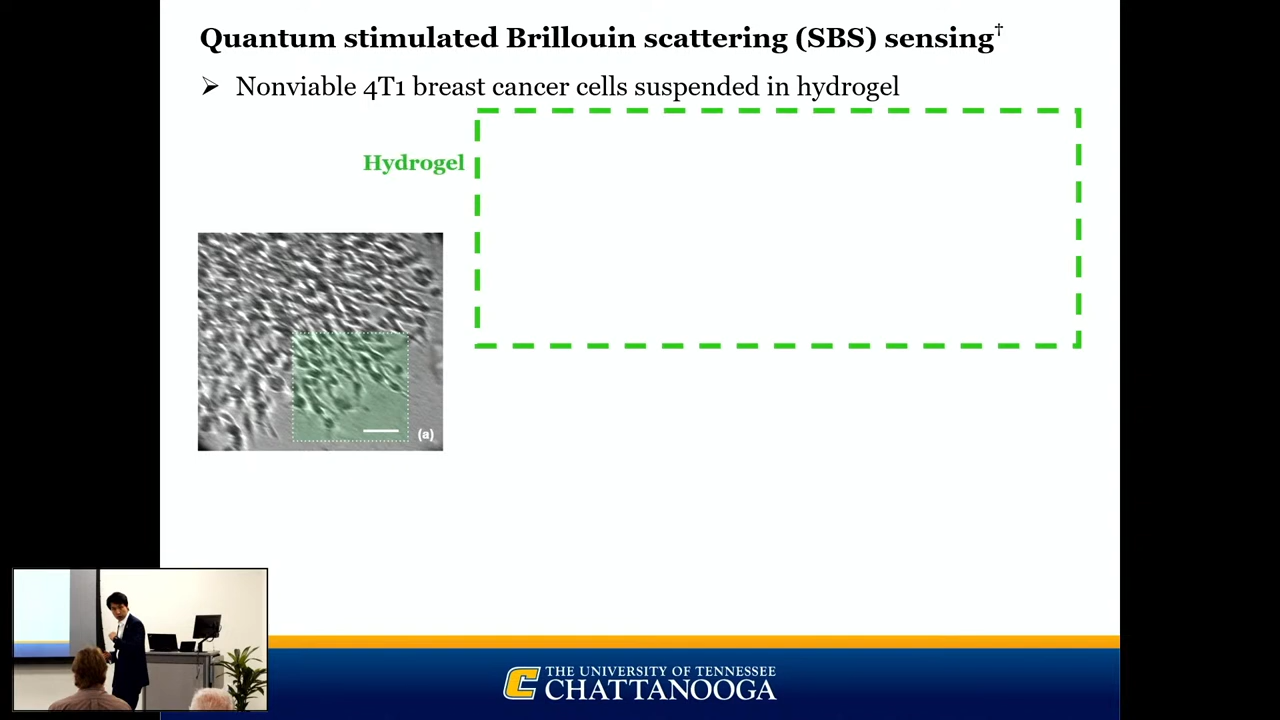 Quantum stimulated Brillouin scattering (SBS) sensing†
➢ Nonviable 4T1 breast cancer cells suspended in hydrogel
Hydrogel
(a)
THE UNIVERSITY OF TENNESSEE
CHATTANOOGA